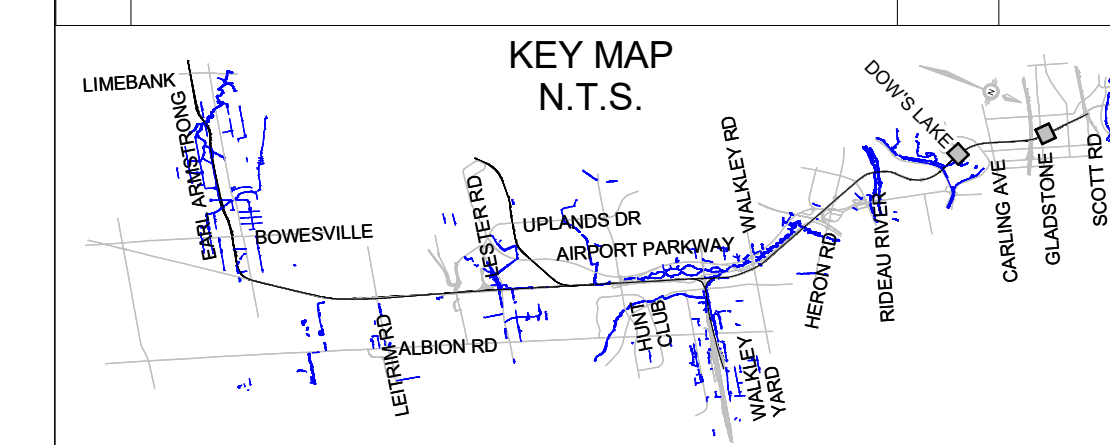 KEY MAP
N.T.S.
LIMEBANK
EARL ARMSTRONG
BOWESVILLE
LESTER RD
UPLANDS DR
AIRPORT PARKWAY
WALKLEY RD
DOW'S LAKE
N
HERON RD
RIDEAU RIVER
CARLING AVE
GLADSTONE
SCOTT RD
LEITRIM RD
ALBION RD
HUNT
CLUB
WALKLEY
YARD